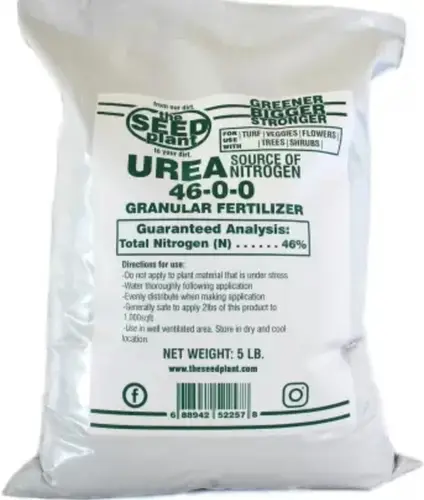 from our dirt.
the
SEED
plant
to your dirt.
GREENER
BIGGER
STRONGER
FOR USE WITH | TURF | VEGGIES | FLOWERS |
| TREES | SHRUBS |
UREA SOURCE OF NITROGEN
46-0-0
GRANULAR FERTILIZER
Guaranteed Analysis:
Total Nitrogen (N) ...... 46%
Directions for use:
-Do not apply to plant material that is under stress
-Water thoroughly following application
-Evenly distribute when making application
-Generally safe to apply 2lbs of this product to
1,000sqft
-Use in well ventilated area. Store in dry and cool
location.
NET WEIGHT: 5 LB.
www.theseedplant.com
6 88942 52257 8